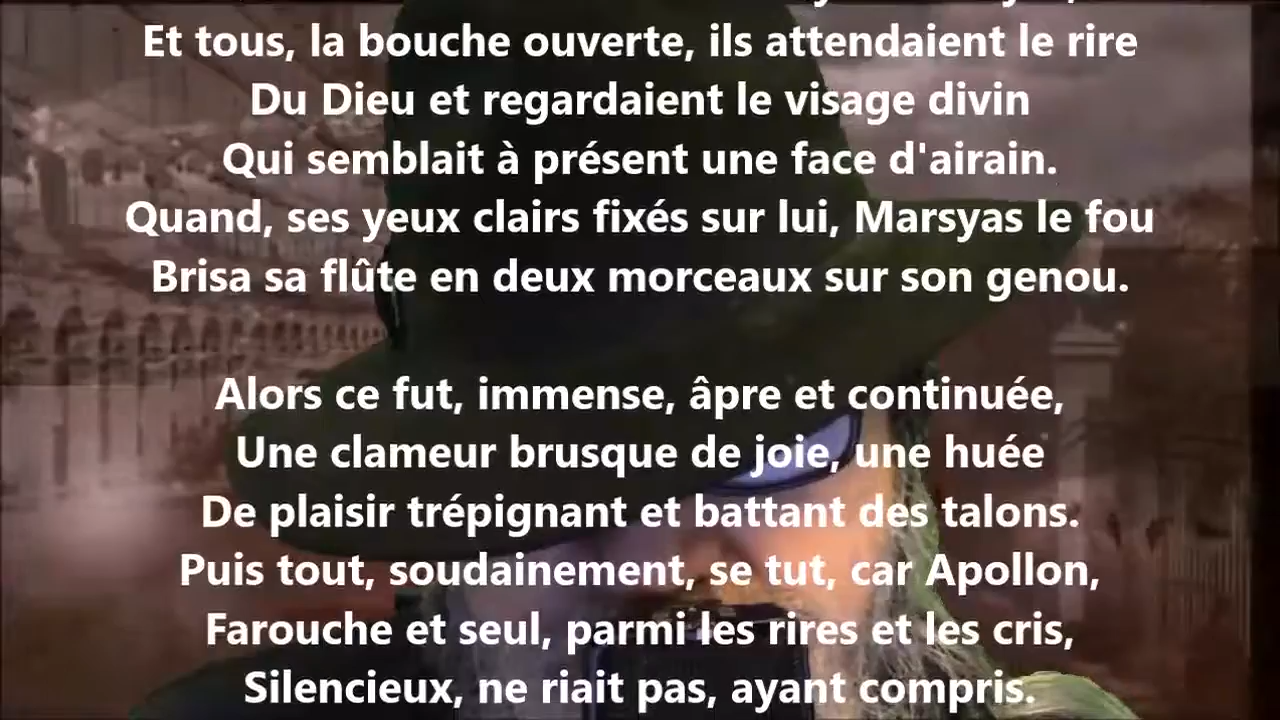 Et tous, la bouche ouverte, ils attendaient le rire
Du Dieu et regardaient le visage divin
Qui semblait à présent une face d'airain.
Quand, ses yeux clairs fixés sur lui, Marsyas le fou
Brisa sa flûte en deux morceaux sur son genou.
Alors ce fut, immense, âpre et continuée,
Une clameur brusque de joie, une huée
De plaisir trépignant et battant des talons.
Puis tout, soudainement, se tut, car Apollon,
Farouche et seul, parmi les rires et les cris,
Silencieux, ne riait pas, ayant compris.